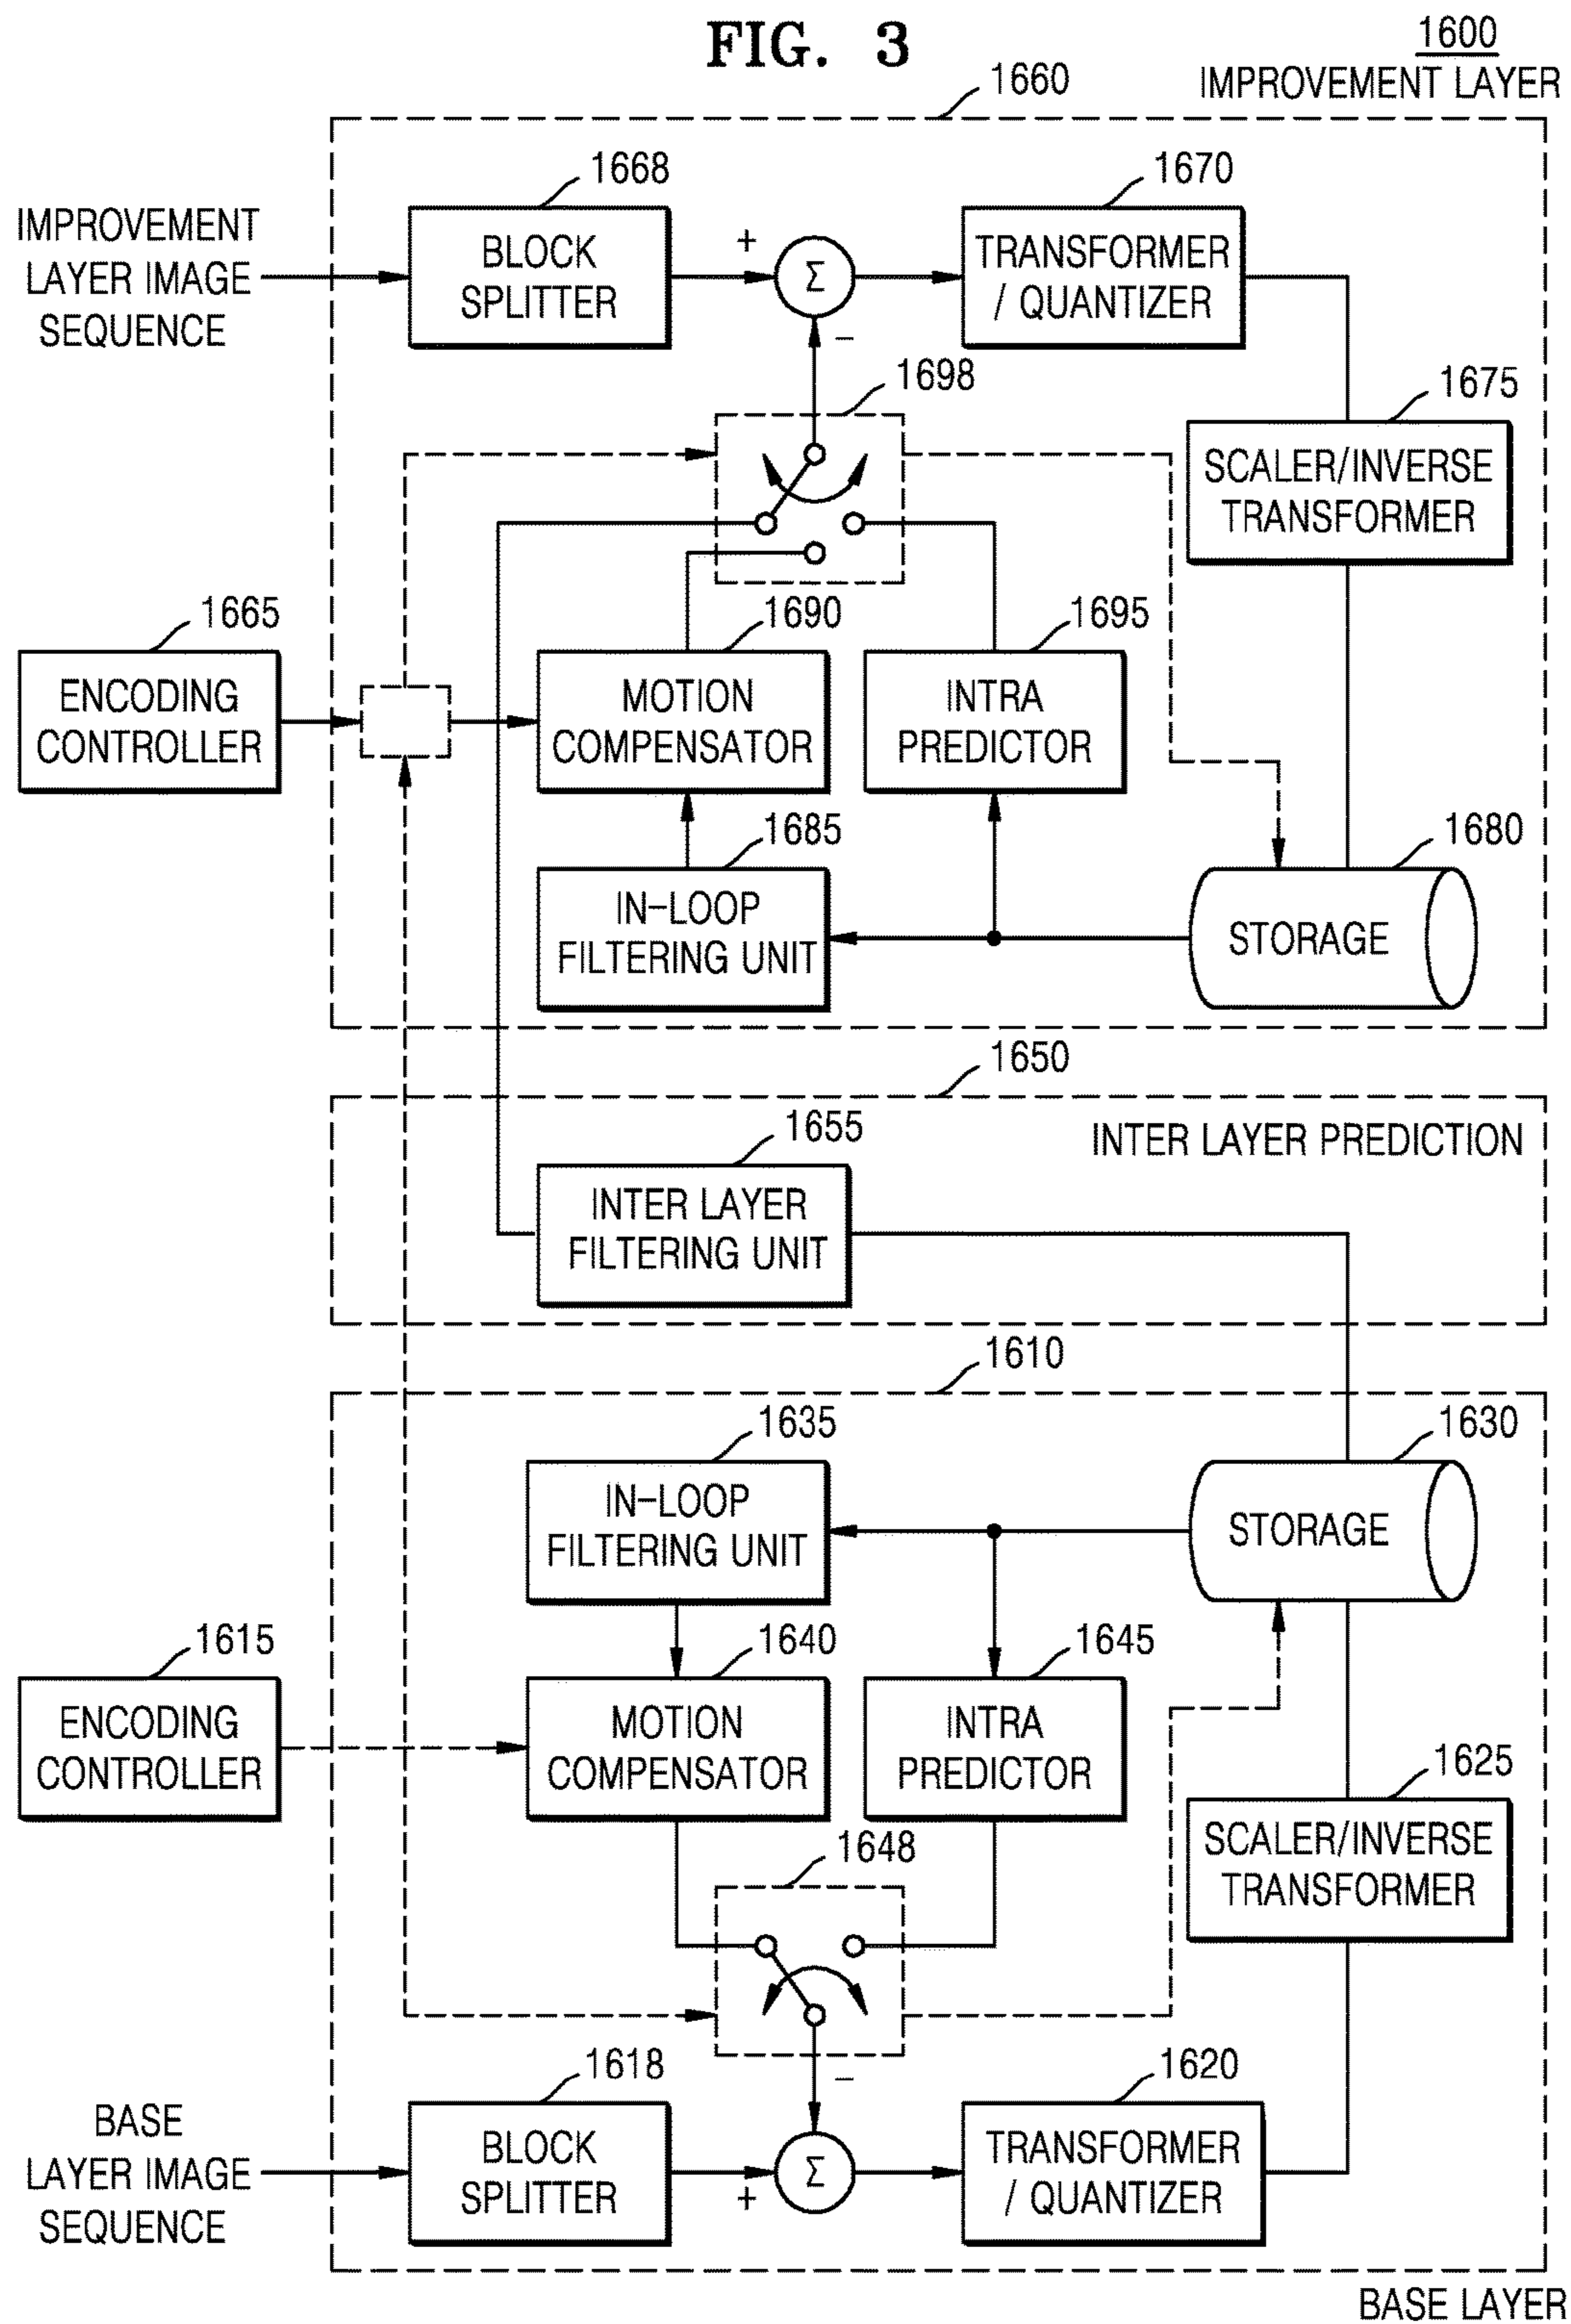 FIG. 3
1600
IMPROVEMENT LAYER
1660
1668
1670
IMPROVEMENT
LAYER IMAGE
SEQUENCE
BLOCK
SPLITTER
+
Σ
−
TRANSFORMER
/ QUANTIZER
1698
1675
SCALER/INVERSE
TRANSFORMER
1665
1690
1695
ENCODING
CONTROLLER
MOTION
COMPENSATOR
INTRA
PREDICTOR
1685
1680
IN-LOOP
FILTERING UNIT
STORAGE
1650
1655
INTER LAYER PREDICTION
INTER LAYER
FILTERING UNIT
1610
1635
1630
IN-LOOP
FILTERING UNIT
STORAGE
1615
1640
1645
ENCODING
CONTROLLER
MOTION
COMPENSATOR
INTRA
PREDICTOR
1625
SCALER/INVERSE
TRANSFORMER
1648
1618
−
1620
BASE
LAYER IMAGE
SEQUENCE
BLOCK
SPLITTER
+
Σ
TRANSFORMER
/ QUANTIZER
BASE LAYER